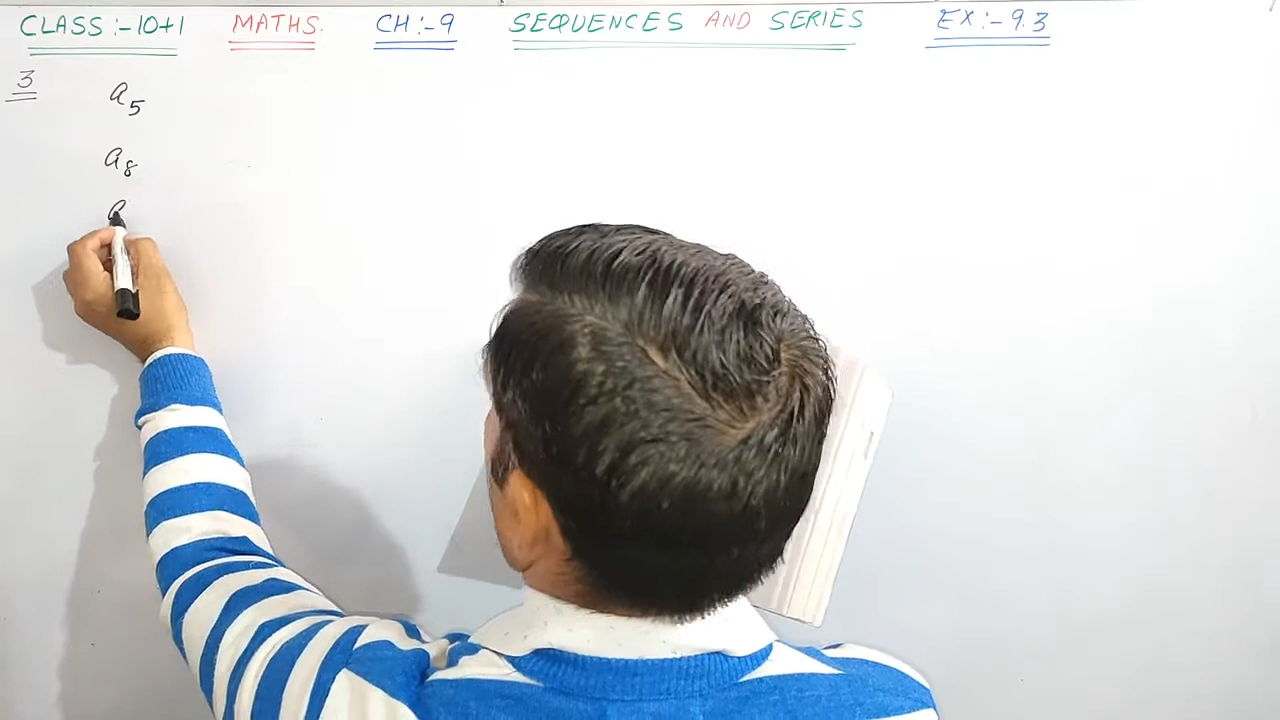 CLASS :- 10+1 MATHS. CH:-9 SEQUENCES AND SERIES EX:- 9.3
3 a5
a8